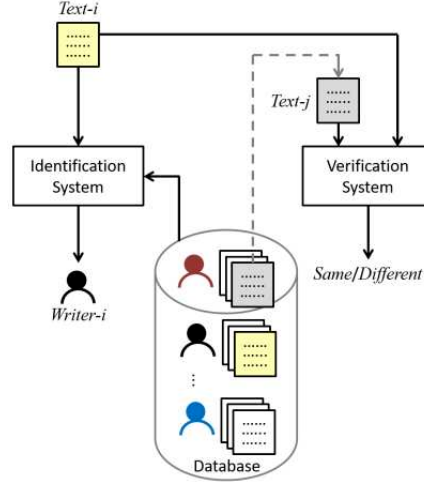 Text-i
Text-j
Identification
System
Verification
System
Writer-i
Same/Different
⋮
Database